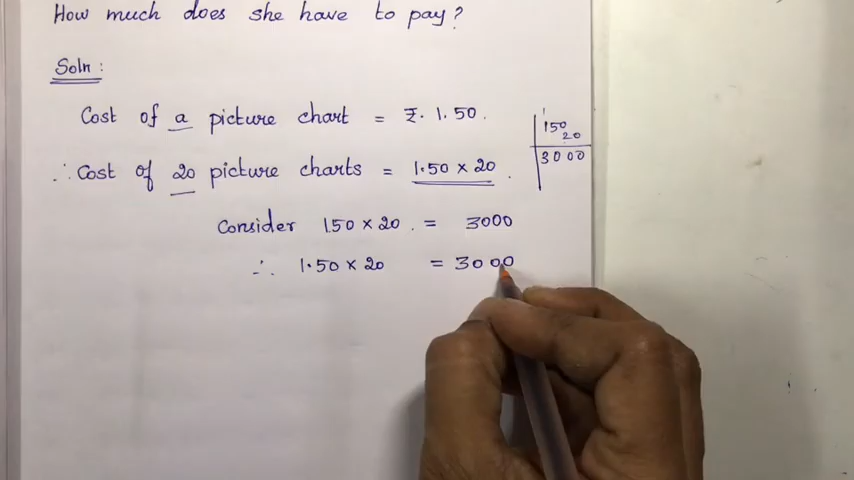 How much does she have to pay?
Soln:
Cost of a picture chart = ₹. 1.50.
∴ Cost of 20 picture charts = 1.50 × 20.
Consider 150 × 20. = 3000
∴ 1.50 × 20 = 3000
1
150
20
3000